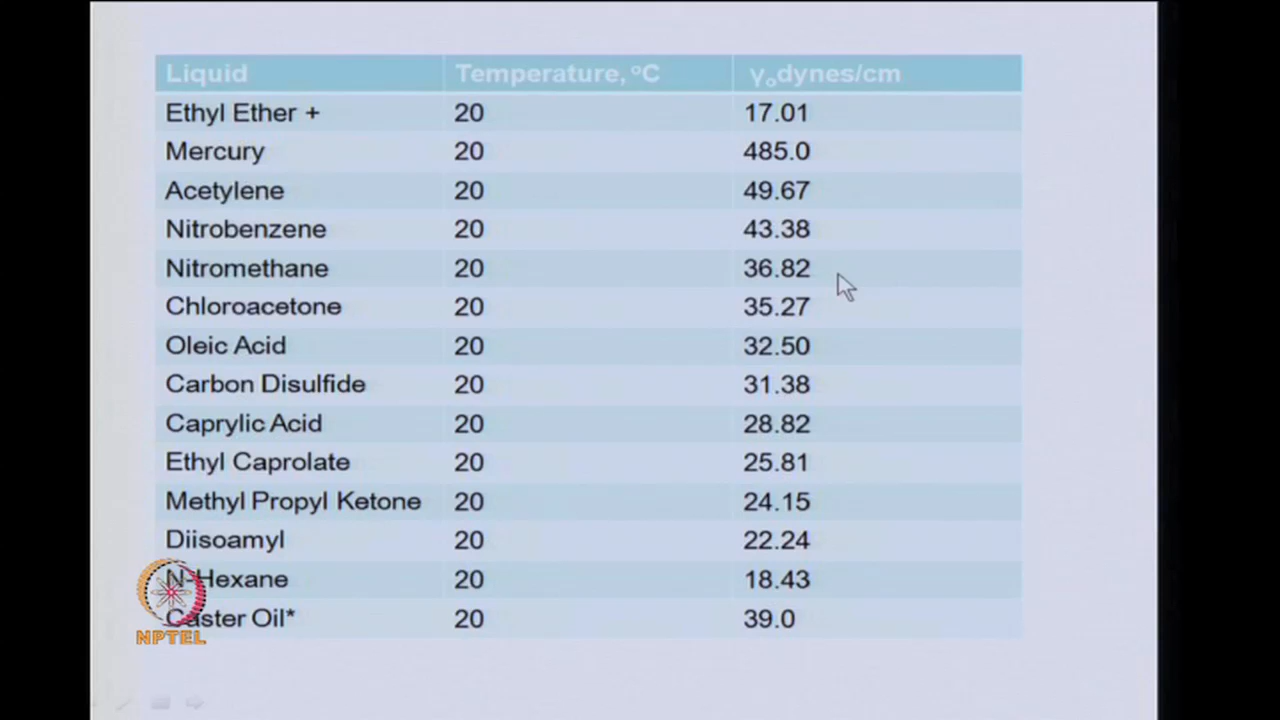 Liquid Temperature, °C γₒdynes/cm
Ethyl Ether + 20 17.01
Mercury 20 485.0
Acetylene 20 49.67
Nitrobenzene 20 43.38
Nitromethane 20 36.82
Chloroacetone 20 35.27
Oleic Acid 20 32.50
Carbon Disulfide 20 31.38
Caprylic Acid 20 28.82
Ethyl Caprolate 20 25.81
Methyl Propyl Ketone 20 24.15
Diisoamyl 20 22.24
N-Hexane 20 18.43
Caster Oil* 20 39.0
NPTEL